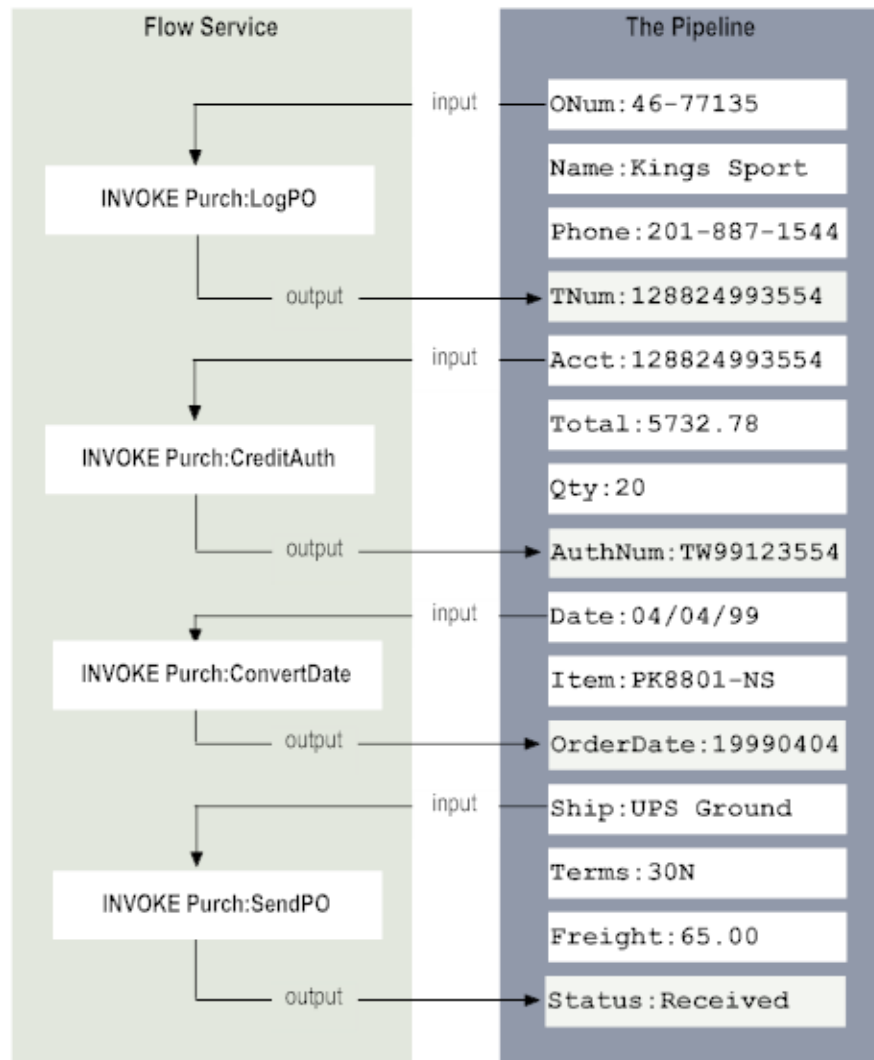 Flow Service
The Pipeline
input
ONum:46-77135
Name:Kings Sport
INVOKE Purch:LogPO
Phone:201-887-1544
output
TNum:128824993554
input
Acct:128824993554
Total:5732.78
INVOKE Purch:CreditAuth
Qty:20
output
AuthNum:TW99123554
input
Date:04/04/99
INVOKE Purch:ConvertDate
Item:PK8801-NS
output
OrderDate:19990404
input
Ship:UPS Ground
Terms:30N
INVOKE Purch:SendPO
Freight:65.00
output
Status:Received